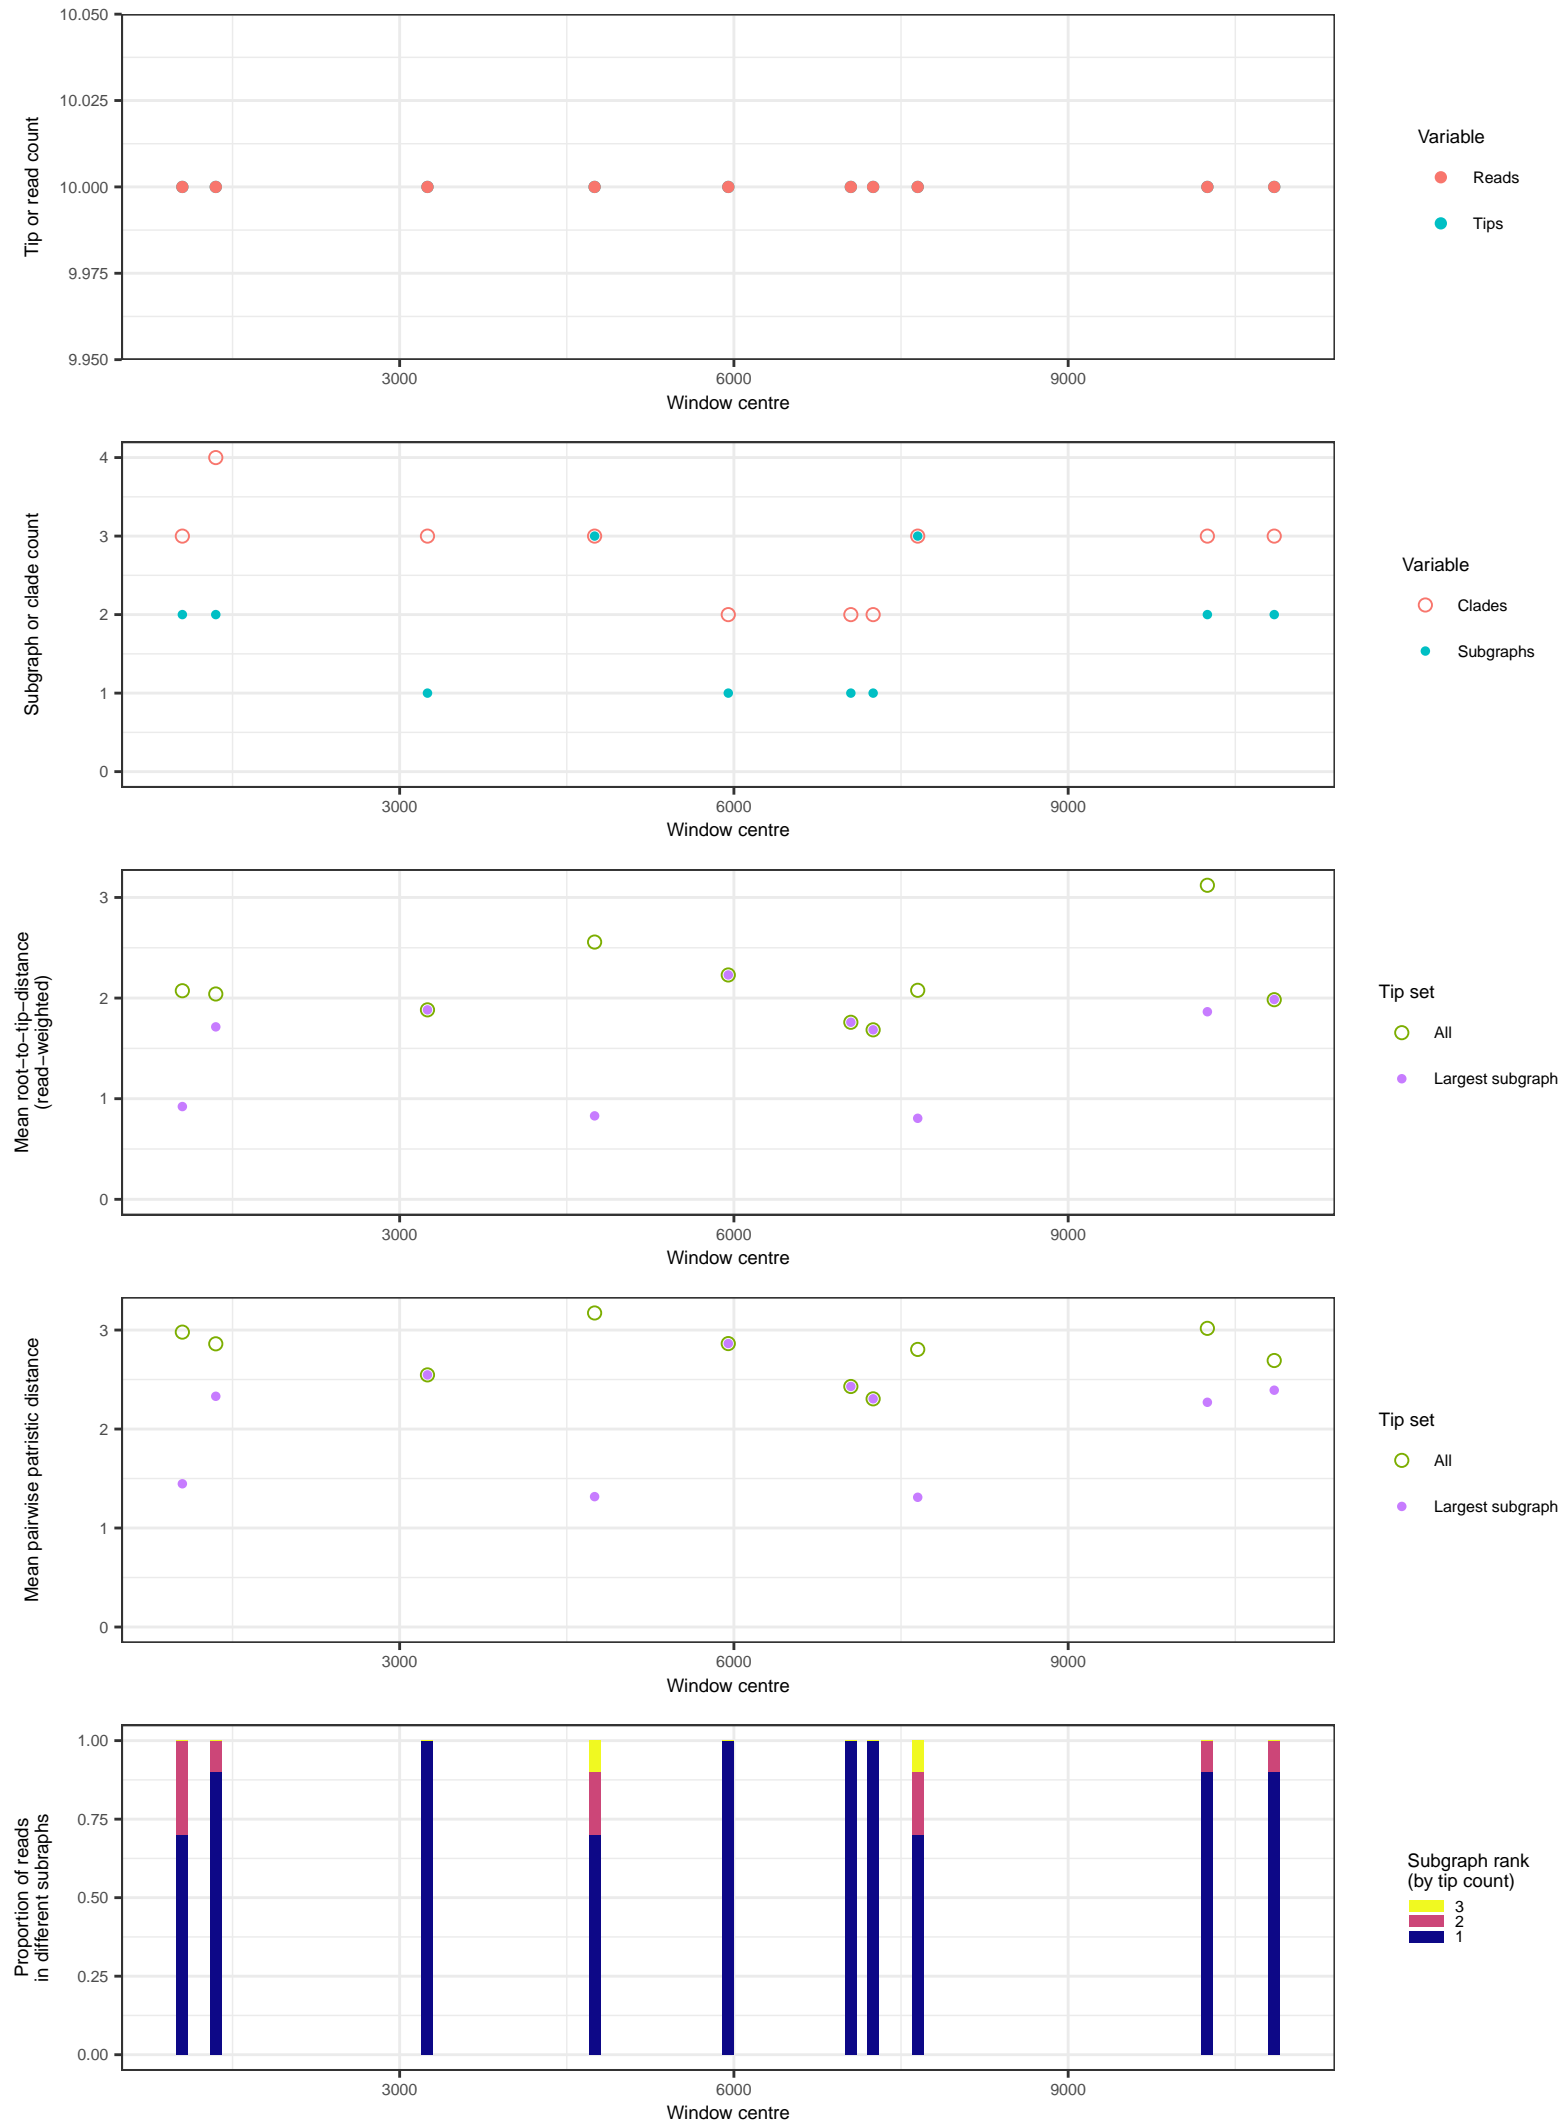 10.050
10.025
10.000
9.975
9.950
Tip or read count
3000 6000 9000
Window centre
Variable
Reads
Tips
4
3
2
1
0
Subgraph or clade count
3000 6000 9000
Window centre
Variable
Clades
Subgraphs
3
2
1
0
Mean root−to−tip−distance
(read−weighted)
3000 6000 9000
Window centre
Tip set
All
Largest subgraph
3
2
1
0
Mean pairwise patristic distance
3000 6000 9000
Window centre
Tip set
All
Largest subgraph
1.00
0.75
0.50
0.25
0.00
Proportion of reads
in different subraphs
3000 6000 9000
Window centre
Subgraph rank
(by tip count)
3
2
1